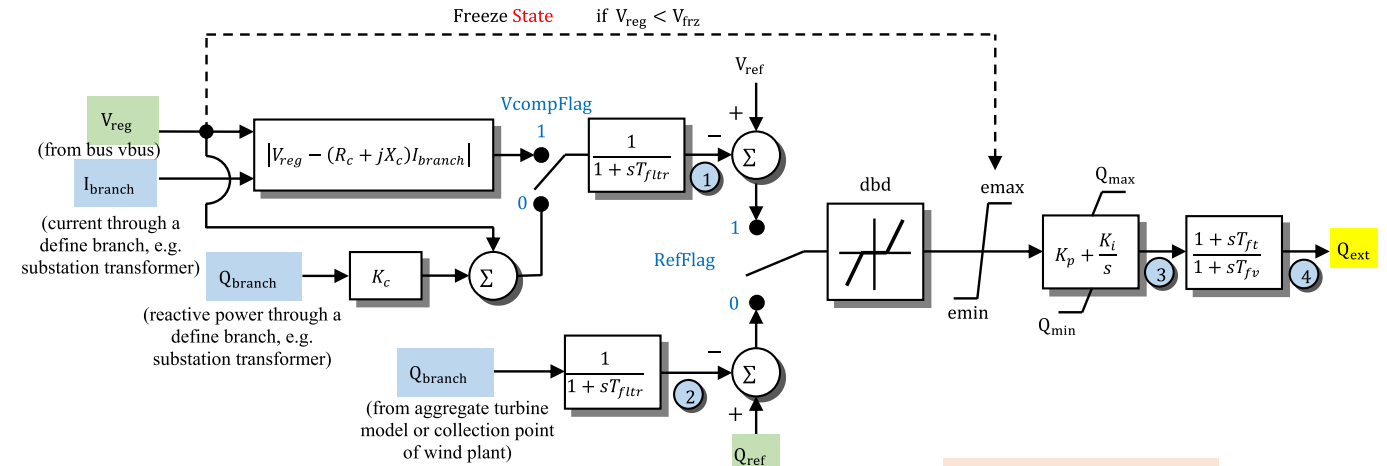 Freeze State if V_reg < V_frz
V_ref
VcompFlag
V_reg
(from bus vbus)
1
|V_reg − (R_c + jX_c)I_branch|
1
1 + sT_fltr
−
+
Σ
1
I_branch
(current through a
define branch, e.g.
substation transformer)
0
dbd
emax
emin
Q_max
K_p + K_i
s
Q_min
3
1 + sT_ft
1 + sT_fv
4
Q_ext
1
RefFlag
0
Q_branch
K_c
Σ
(reactive power through a
define branch, e.g.
substation transformer)
Q_branch
1
1 + sT_fltr
2
−
Σ
+
(from aggregate turbine
model or collection point
of wind plant)
Q_ref